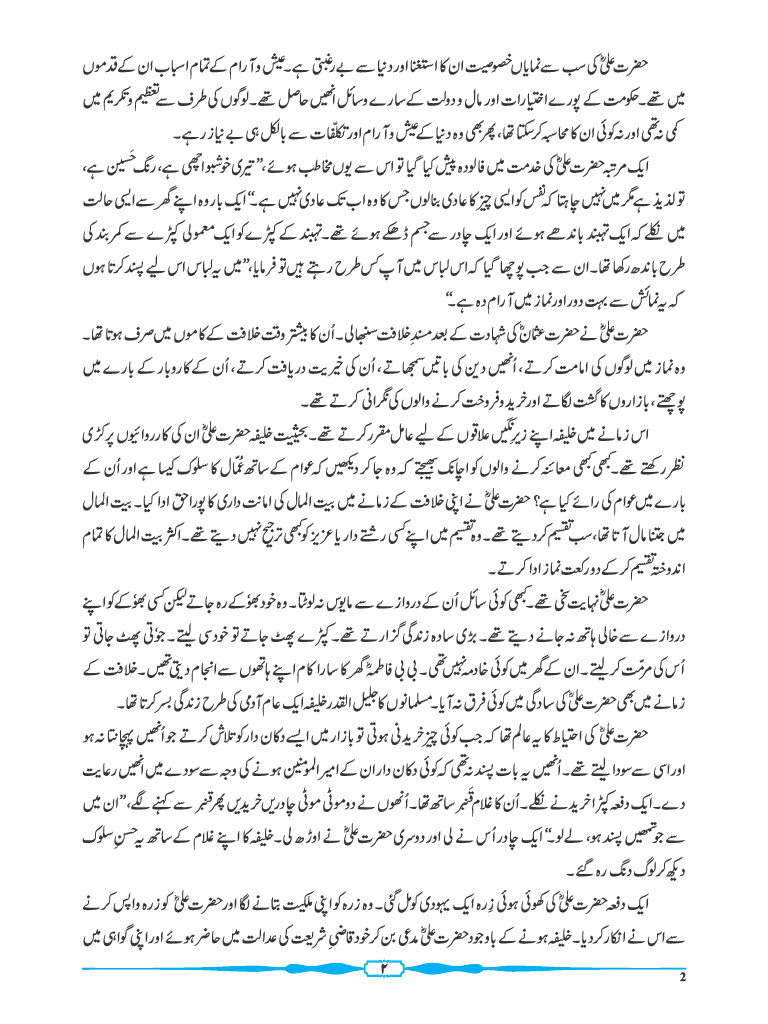 حضرت علیؓ کی سب سے نمایاں خصوصیت ان کا استغنا اور دنیا سے بے رغبتی ہے۔ عیش و آرام کے تمام اسباب ان کے قدموں
میں تھے۔ حکومت کے پورے اختیارات اور مال و دولت کے سارے وسائل انھیں حاصل تھے۔ لوگوں کی طرف سے تعظیم و تکریم میں
کمی نہ تھی اور نہ کوئی ان کا محاسبہ کر سکتا تھا، پھر بھی وہ دنیا کے عیش و آرام اور تکلّفات سے بالکل ہی بے نیاز رہے۔
ایک مرتبہ حضرت علیؓ کی خدمت میں فالودہ پیش کیا گیا تو اس سے یوں مخاطب ہوئے، ”تیری خوشبو اچھی ہے، رنگ حَسین ہے،
تو لذیذ ہے مگر میں نہیں چاہتا کہ نفس کو ایسی چیز کا عادی بنالوں جس کا وہ اب تک عادی نہیں ہے۔“ ایک بار وہ اپنے گھر سے ایسی حالت
میں نکلے کہ ایک تہبند باندھے ہوئے اور ایک چادر سے جسم ڈھکے ہوئے تھے۔ تہبند کے کپڑے کو ایک معمولی کپڑے سے کمر بند کی
طرح باندھ رکھا تھا۔ ان سے جب پوچھا گیا کہ اس لباس میں آپ کس طرح رہتے ہیں تو فرمایا، ”میں یہ لباس اس لیے پسند کرتا ہوں
کہ یہ نمائش سے بہت دور اور نماز میں آرام دہ ہے۔“
حضرت علیؓ نے حضرت عثمانؓ کی شہادت کے بعد مسندِ خلافت سنبھالی۔ اُن کا بیشتر وقت خلافت کے کاموں میں صرف ہوتا تھا۔
وہ نماز میں لوگوں کی امامت کرتے، اُنھیں دین کی باتیں سمجھاتے، اُن کی خیریت دریافت کرتے، اُن کے کاروبار کے بارے میں
پوچھتے، بازاروں کا گشت لگاتے اور خرید و فروخت کرنے والوں کی نگرانی کرتے تھے۔
اس زمانے میں خلیفہ اپنے زیرِ نگیں علاقوں کے لیے عامل مقرر کرتے تھے۔ بحیثیت خلیفہ حضرت علیؓ ان کی کارروائیوں پر کڑی
نظر رکھتے تھے۔ کبھی کبھی معائنہ کرنے والوں کو اچانک بھیجتے کہ وہ جا کر دیکھیں کہ عوام کے ساتھ عُمّال کا سلوک کیسا ہے اور اُن کے
بارے میں عوام کی رائے کیا ہے؟ حضرت علیؓ نے اپنی خلافت کے زمانے میں بیت المال کی امانت داری کا پورا حق ادا کیا۔ بیت المال
میں جتنا مال آتا تھا، سب تقسیم کر دیتے تھے۔ وہ تقسیم میں اپنے کسی رشتے دار یا عزیز کو کبھی ترجیح نہیں دیتے تھے۔ اکثر بیت المال کا تمام
اندوختہ تقسیم کر کے دو رکعت نماز ادا کرتے۔
حضرت علیؓ نہایت سخی تھے۔ کبھی کوئی سائل اُن کے دروازے سے مایوس نہ لوٹتا۔ وہ خود بھوٗکے رہ جاتے لیکن کسی بھوٗکے کو اپنے
دروازے سے خالی ہاتھ نہ جانے دیتے تھے۔ بڑی سادہ زندگی گزارتے تھے۔ کپڑے پھٹ جاتے تو خود سی لیتے۔ جوٗتی پھٹ جاتی تو
اُس کی مرمّت کر لیتے۔ ان کے گھر میں کوئی خادمہ نہیں تھی۔ بی بی فاطمہؓ گھر کا سارا کام اپنے ہاتھوں سے انجام دیتی تھیں۔ خلافت کے
زمانے میں بھی حضرت علیؓ کی سادگی میں کوئی فرق نہ آیا۔ مسلمانوں کا جلیل القدر خلیفہ ایک عام آدمی کی طرح زندگی بسر کرتا تھا۔
حضرت علیؓ کی احتیاط کا یہ عالم تھا کہ جب کوئی چیز خریدنی ہوتی تو بازار میں ایسے دکان دار کو تلاش کرتے جو اُنھیں پہچانتا نہ ہو
اور اسی سے سودا لیتے تھے۔ اُنھیں یہ بات پسند نہ تھی کہ کوئی دکان دار ان کے امیر المومنین ہونے کی وجہ سے سودے میں انھیں رعایت
دے۔ ایک دفعہ کپڑا خریدنے نکلے۔ اُن کا غلام قَنبر ساتھ تھا۔ اُنھوں نے دو موٹی موٹی چادریں خریدیں پھر قنبر سے کہنے لگے، ”ان میں
سے جو تمھیں پسند ہو، لے لو۔“ ایک چادر اُس نے لی اور دوسری حضرت علیؓ نے اوڑھ لی۔ خلیفہ کا اپنے غلام کے ساتھ یہ حسنِ سلوک
دیکھ کر لوگ دنگ رہ گئے۔
ایک دفعہ حضرت علیؓ کی کھوئی ہوئی زِرہ ایک یہودی کو مل گئی۔ وہ زرہ کو اپنی ملکیت بتانے لگا اور حضرت علیؓ کو زرہ واپس کرنے
سے اس نے انکار کر دیا۔ خلیفہ ہونے کے باوجود حضرت علیؓ مدعی بن کر خود قاضیِ شریعت کی عدالت میں حاضر ہوئے اور اپنی گواہی میں
۲
2